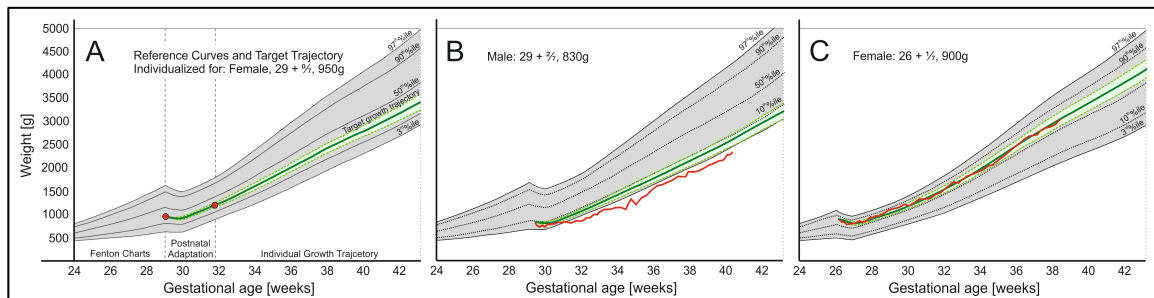 A
Reference Curves and Target Trajectory
Individualized for: Female, 29 + ⁰⁄₇, 950g
97th%ile
90th%ile
50th%ile
Target growth trajectory
3rd%ile
Weight [g]
5000
4500
4000
3500
3000
2500
2000
1500
1000
500
Fenton Charts
Postnatal
Adaptation
Individual Growth Trajcetory
24 26 28 30 32 34 36 38 40 42
Gestational age [weeks]
B
Male: 29 + ²⁄₇, 830g
97th%ile
90th%ile
50th%ile
10th%ile
24 26 28 30 32 34 36 38 40 42
Gestational age [weeks]
C
Female: 26 + ¹⁄₇, 900g
97th%ile
90th%ile
10th%ile
3rd%ile
24 26 28 30 32 34 36 38 40 42
Gestational age [weeks]